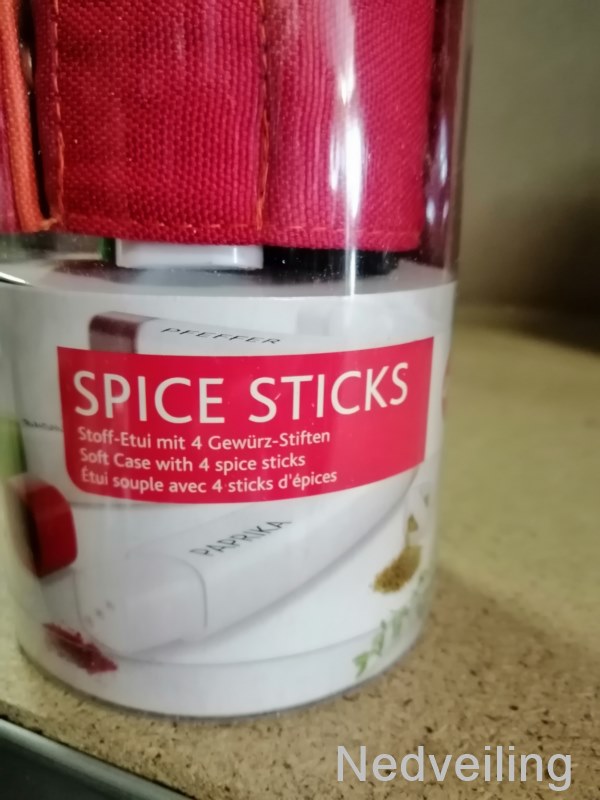 PFEFFER
SPICE STICKS
Stoff-Etui mit 4 Gewürz-Stiften
Soft Case with 4 spice sticks
Étui souple avec 4 sticks d'épices
PAPRIKA
Nedveiling